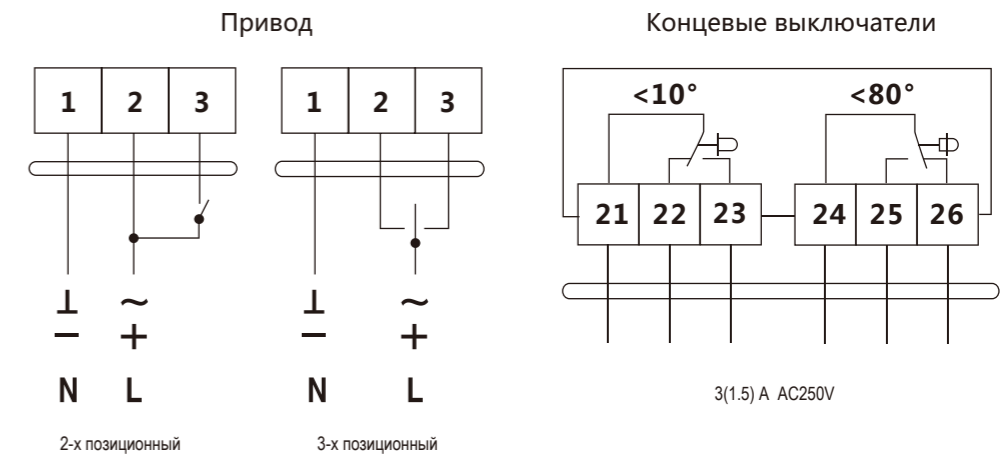 Привод
Концевые выключатели
1 2 3
1 2 3
<10° <80°
21 22 23 24 25 26
⊥ ~
− +
N L
2-х позиционный
⊥ ~
− +
N L
3-х позиционный
3(1.5) A AC250V